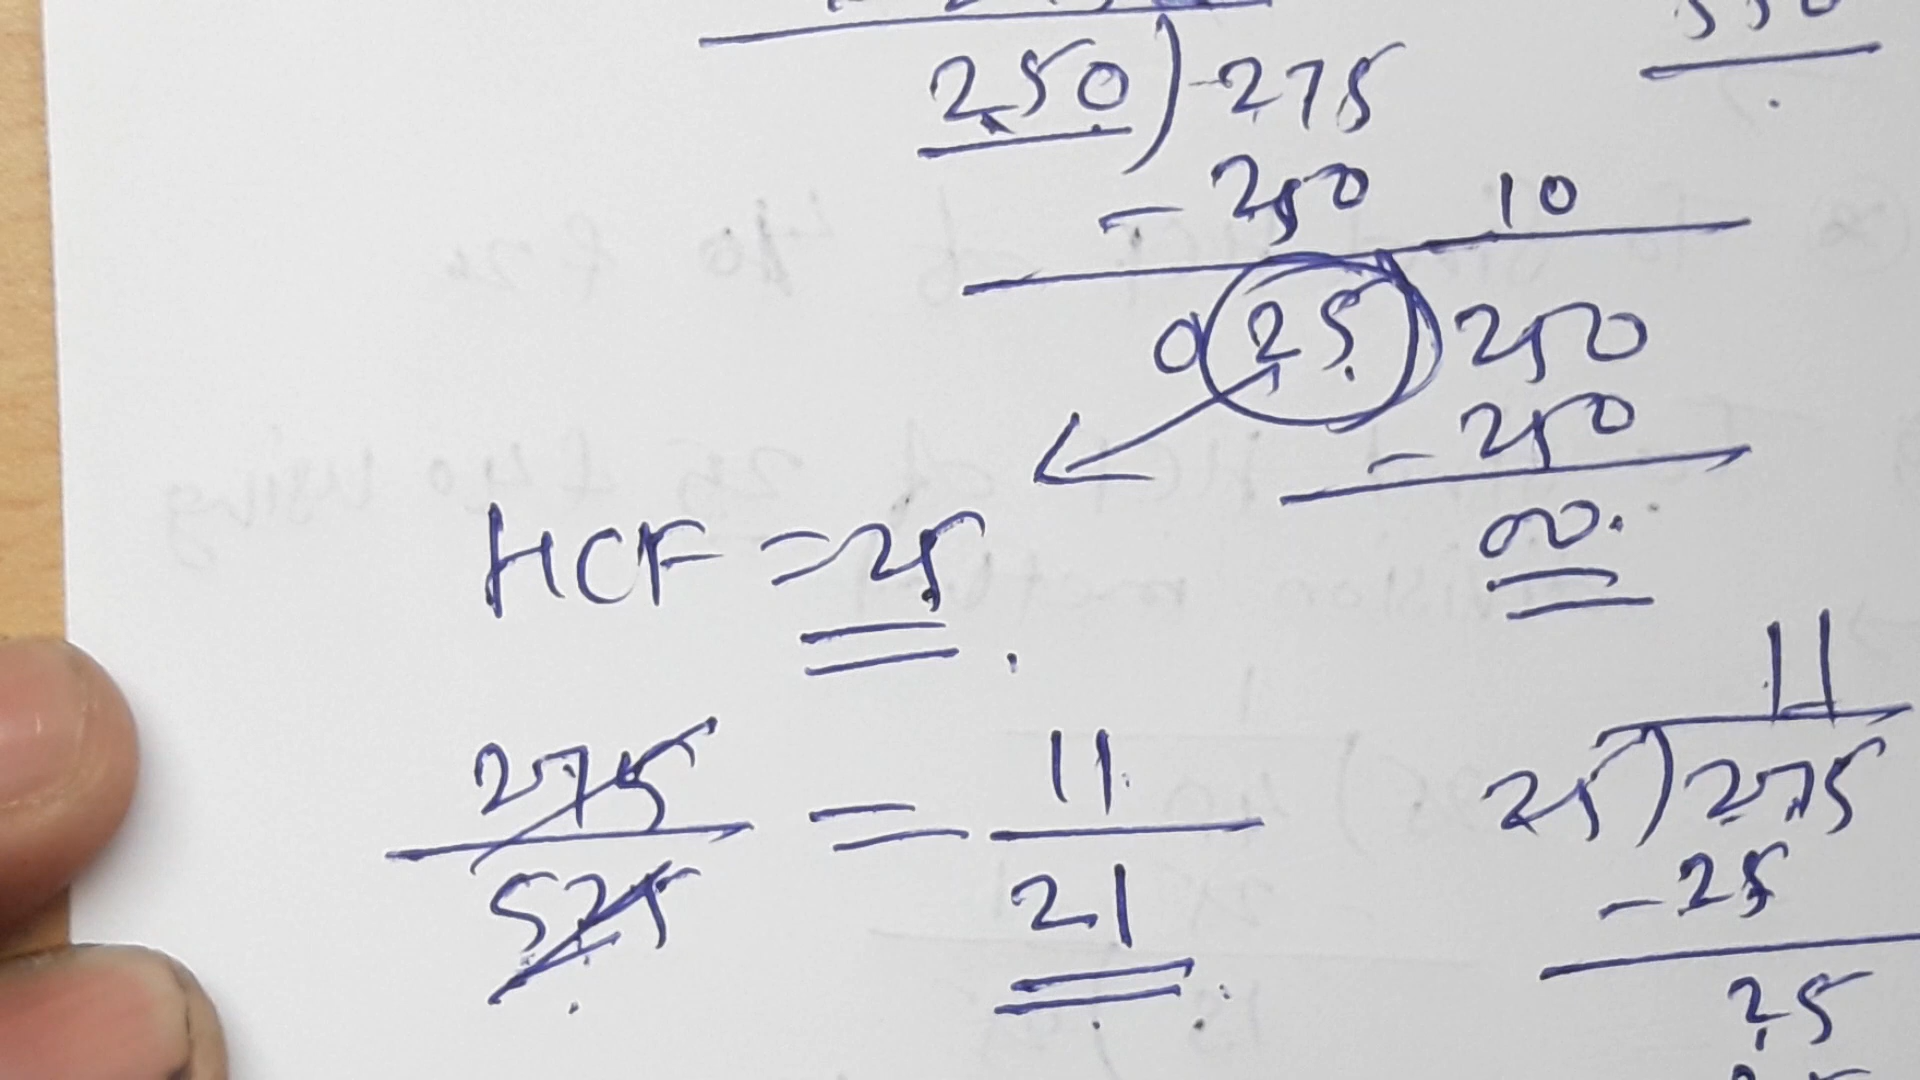 250) 275
- 250 10
0 25) 250
- 250
00.
HCF = 25
11
275 = 11 25) 275
525 21 - 25
25